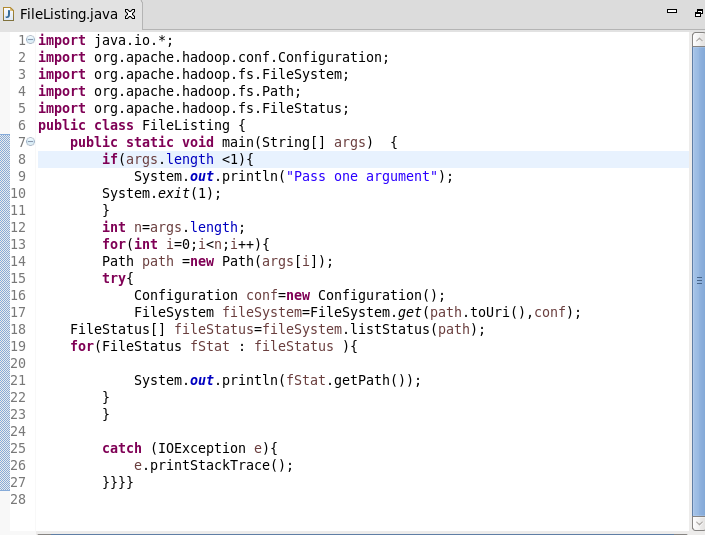 FileListing.java
1 import java.io.*;
2 import org.apache.hadoop.conf.Configuration;
3 import org.apache.hadoop.fs.FileSystem;
4 import org.apache.hadoop.fs.Path;
5 import org.apache.hadoop.fs.FileStatus;
6 public class FileListing {
7     public static void main(String[] args)  {
8         if(args.length <1){
9             System.out.println("Pass one argument");
10         System.exit(1);
11         }
12         int n=args.length;
13         for(int i=0;i<n;i++){
14         Path path =new Path(args[i]);
15         try{
16             Configuration conf=new Configuration();
17             FileSystem fileSystem=FileSystem.get(path.toUri(),conf);
18     FileStatus[] fileStatus=fileSystem.listStatus(path);
19     for(FileStatus fStat : fileStatus ){
20
21             System.out.println(fStat.getPath());
22         }
23         }
24
25         catch (IOException e){
26             e.printStackTrace();
27         }}}}
28